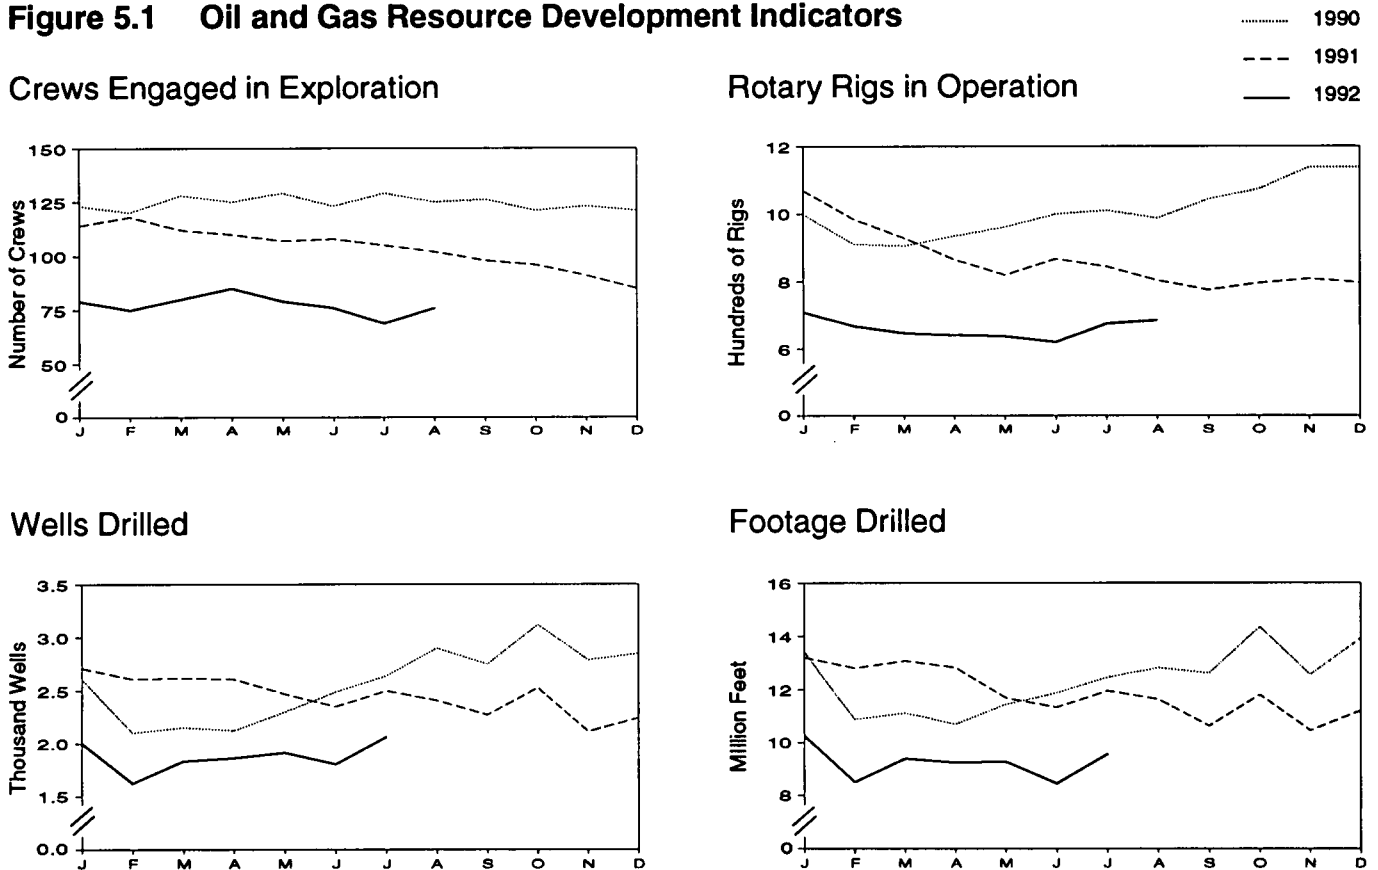 Figure 5.1 Oil and Gas Resource Development Indicators
1990
1991
1992
Crews Engaged in Exploration
Number of Crews
150
125
100
75
50
0
J F M A M J J A S O N D
Rotary Rigs in Operation
Hundreds of Rigs
12
10
8
6
0
J F M A M J J A S O N D
Wells Drilled
Thousand Wells
3.5
3.0
2.5
2.0
1.5
0.0
J F M A M J J A S O N D
Footage Drilled
Million Feet
16
14
12
10
8
0
J F M A M J J A S O N D